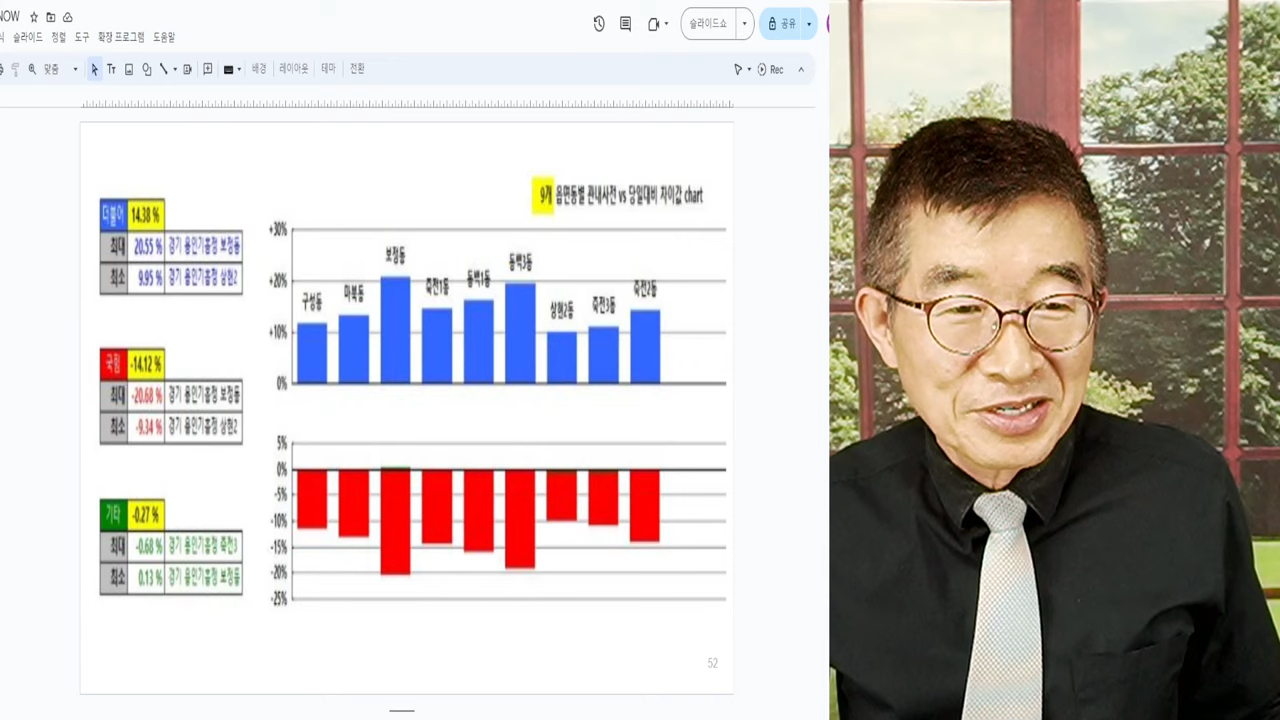 NOW
식 슬라이드 정렬 도구 확장 프로그램 도움말
슬라이드쇼
공유
맞춤
배경 레이아웃 테마 전환
Rec
9개 읍면동별 관내사전 vs 당일대비 차이값 chart
더불어 14.38 %
최대 20.55 % 경기 용인기흥정 보정동
최소 9.95 % 경기 용인기흥정 상현2
국힘 -14.12 %
최대 -20.68 % 경기 용인기흥정 보정동
최소 -9.34 % 경기 용인기흥정 상현2
기타 -0.27 %
최대 -0.68 % 경기 용인기흥정 죽전3
최소 0.13 % 경기 용인기흥정 보정동
+30%
+20%
+10%
0%
구성동 마북동 보정동 죽전1동 동백1동 동백3동 상현2동 죽전3동 죽전2동
5%
0%
-5%
-10%
-15%
-20%
-25%
52